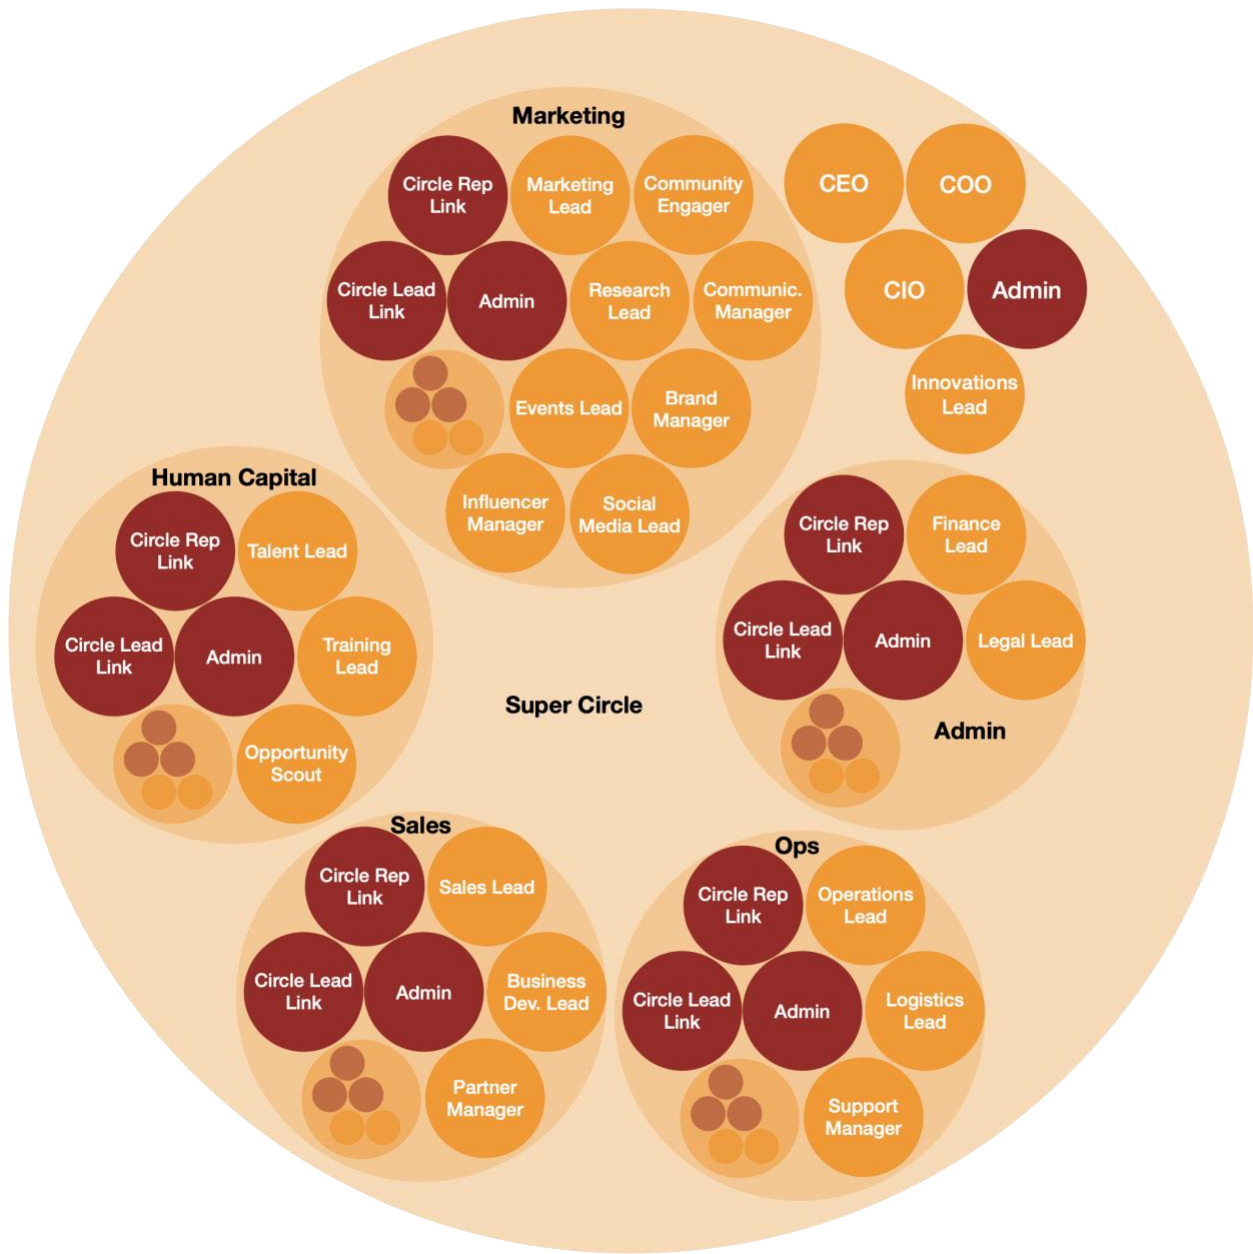 Marketing
Circle Rep
Link
Marketing
Lead
Community
Engager
Circle Lead
Link
Admin
Research
Lead
Communic.
Manager
Events Lead
Brand
Manager
Influencer
Manager
Social
Media Lead
CEO
COO
CIO
Admin
Innovations
Lead
Human Capital
Circle Rep
Link
Talent Lead
Circle Lead
Link
Admin
Training
Lead
Opportunity
Scout
Super Circle
Circle Rep
Link
Finance
Lead
Circle Lead
Link
Admin
Legal Lead
Admin
Sales
Circle Rep
Link
Sales Lead
Circle Lead
Link
Admin
Business
Dev. Lead
Partner
Manager
Ops
Circle Rep
Link
Operations
Lead
Circle Lead
Link
Admin
Logistics
Lead
Support
Manager